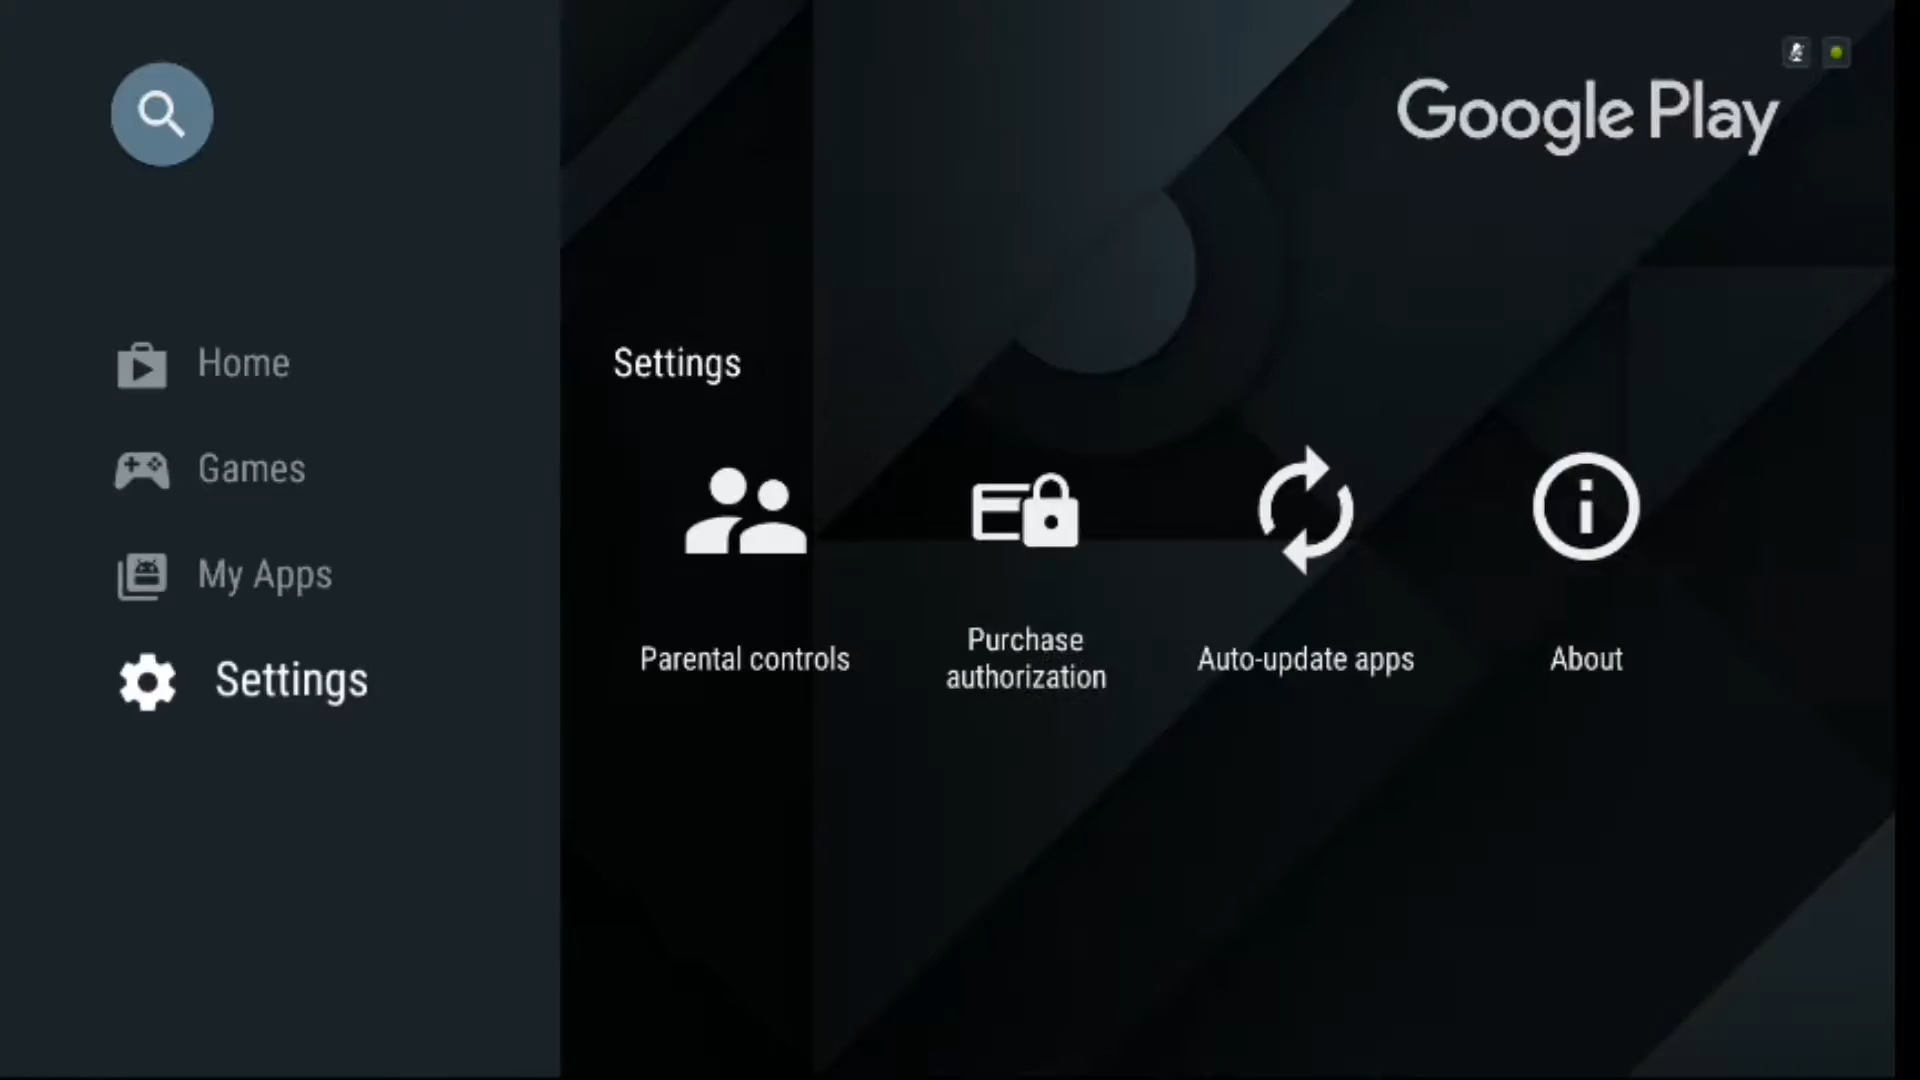 Google Play
Home
Games
My Apps
Settings
Settings
Parental controls
Purchase
authorization
Auto-update apps
About